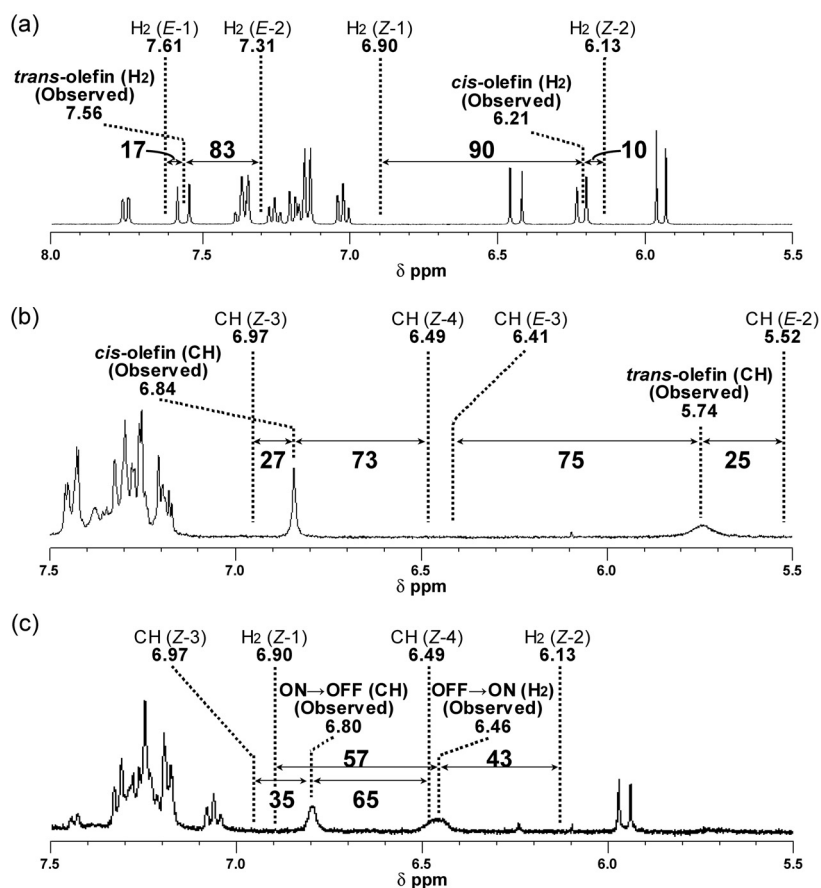 (a)
H2 (E-1) H2 (E-2) H2 (Z-1) H2 (Z-2)
7.61 7.31 6.90 6.13
trans-olefin (H2)
(Observed)
7.56
cis-olefin (H2)
(Observed)
6.21
17 83 90 10
8.0 7.5 7.0 6.5 6.0 5.5
δ ppm
(b)
CH (Z-3) CH (Z-4) CH (E-3) CH (E-2)
6.97 6.49 6.41 5.52
cis-olefin (CH)
(Observed)
6.84
trans-olefin (CH)
(Observed)
5.74
27 73 75 25
7.5 7.0 6.5 6.0 5.5
δ ppm
(c)
CH (Z-3) H2 (Z-1) CH (Z-4) H2 (Z-2)
6.97 6.90 6.49 6.13
ON→OFF (CH) OFF→ON (H2)
(Observed) (Observed)
6.80 6.46
57 43
35 65
7.5 7.0 6.5 6.0 5.5
δ ppm